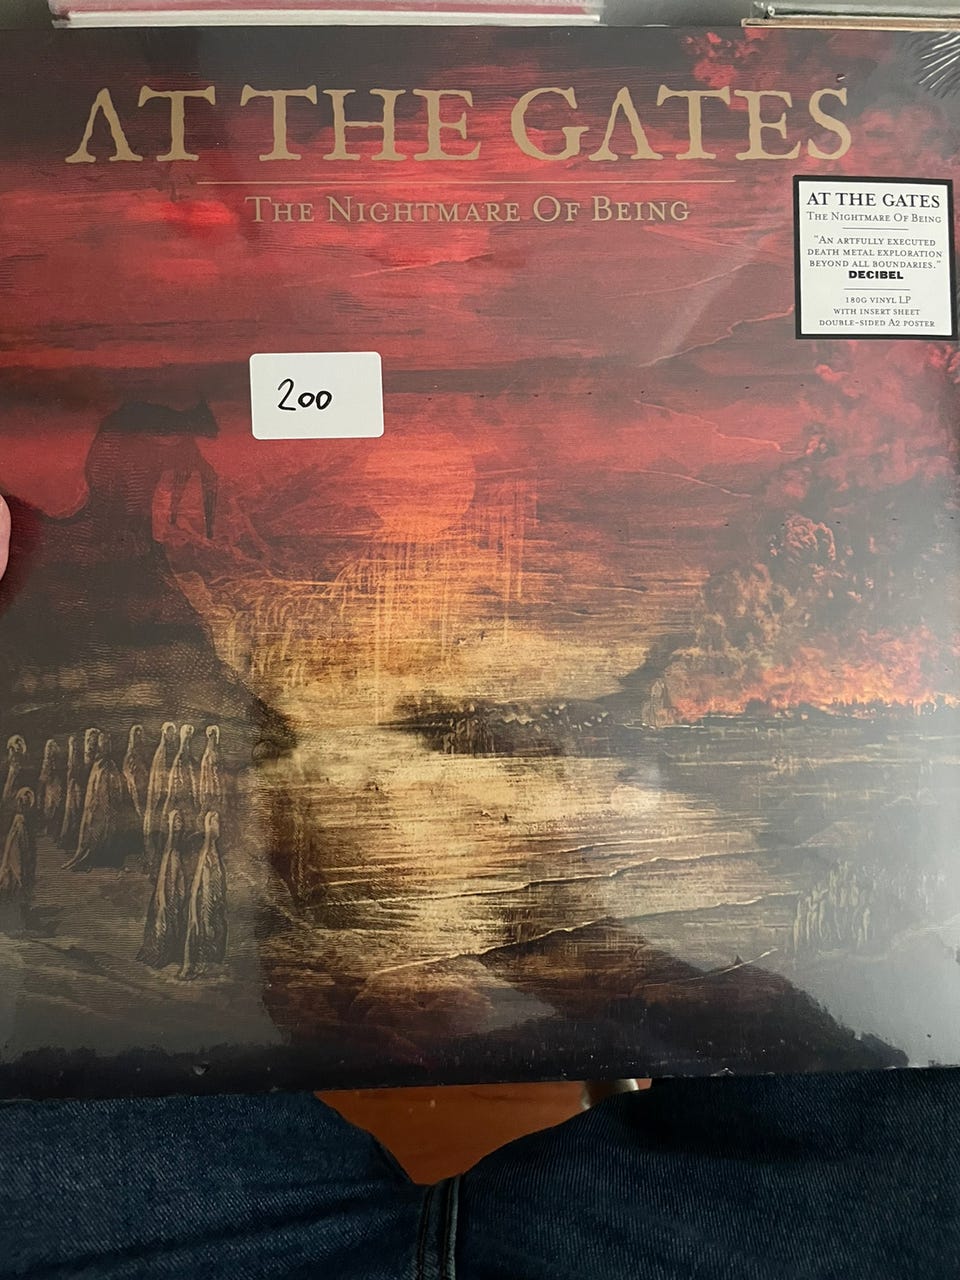 AT THE GATES
THE NIGHTMARE OF BEING
AT THE GATES
THE NIGHTMARE OF BEING
"AN ARTFULLY EXECUTED
DEATH METAL EXPLORATION
BEYOND ALL BOUNDARIES."
DECIBEL
180G VINYL LP
WITH INSERT SHEET
DOUBLE-SIDED A2 POSTER
200